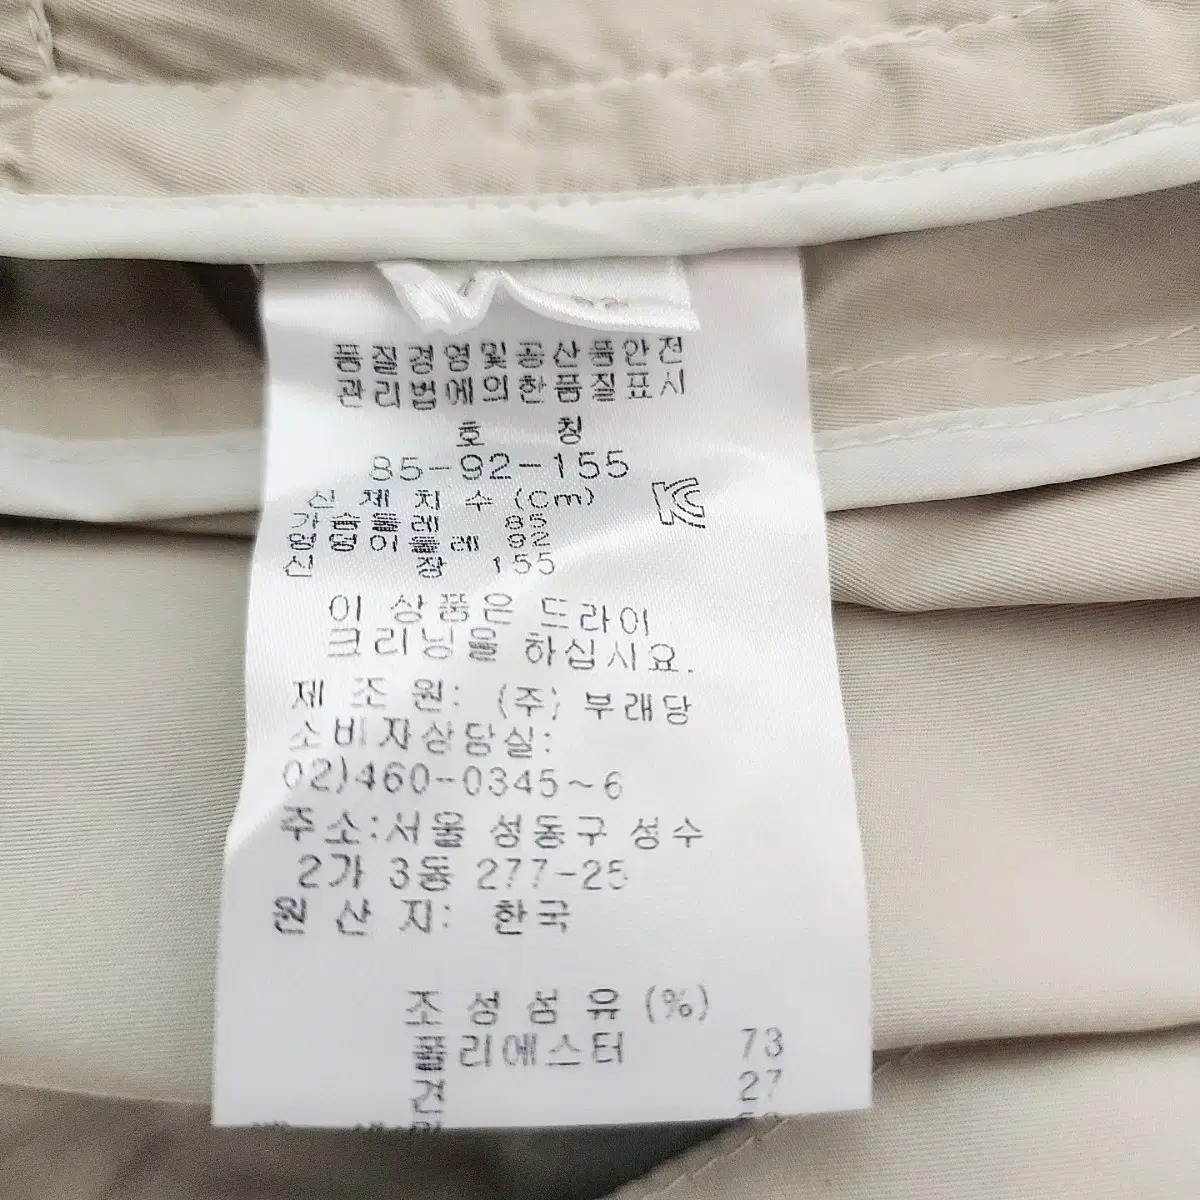 품질경영및공산품안전
관리법에의한품질표시
호 칭
85-92-155
신 체 치 수 (Cm)
가슴둘레 85
엉덩이둘레 92
신 장 155
이 상품은 드라이
크리닝을 하십시요.
제 조 원: (주) 부래당
소비자상담실:
02)460-0345~6
주소:서울 성동구 성수
2가 3동 277-25
원 산 지: 한국
조 성 섬 유 (%)
폴리에스터 73
견 27